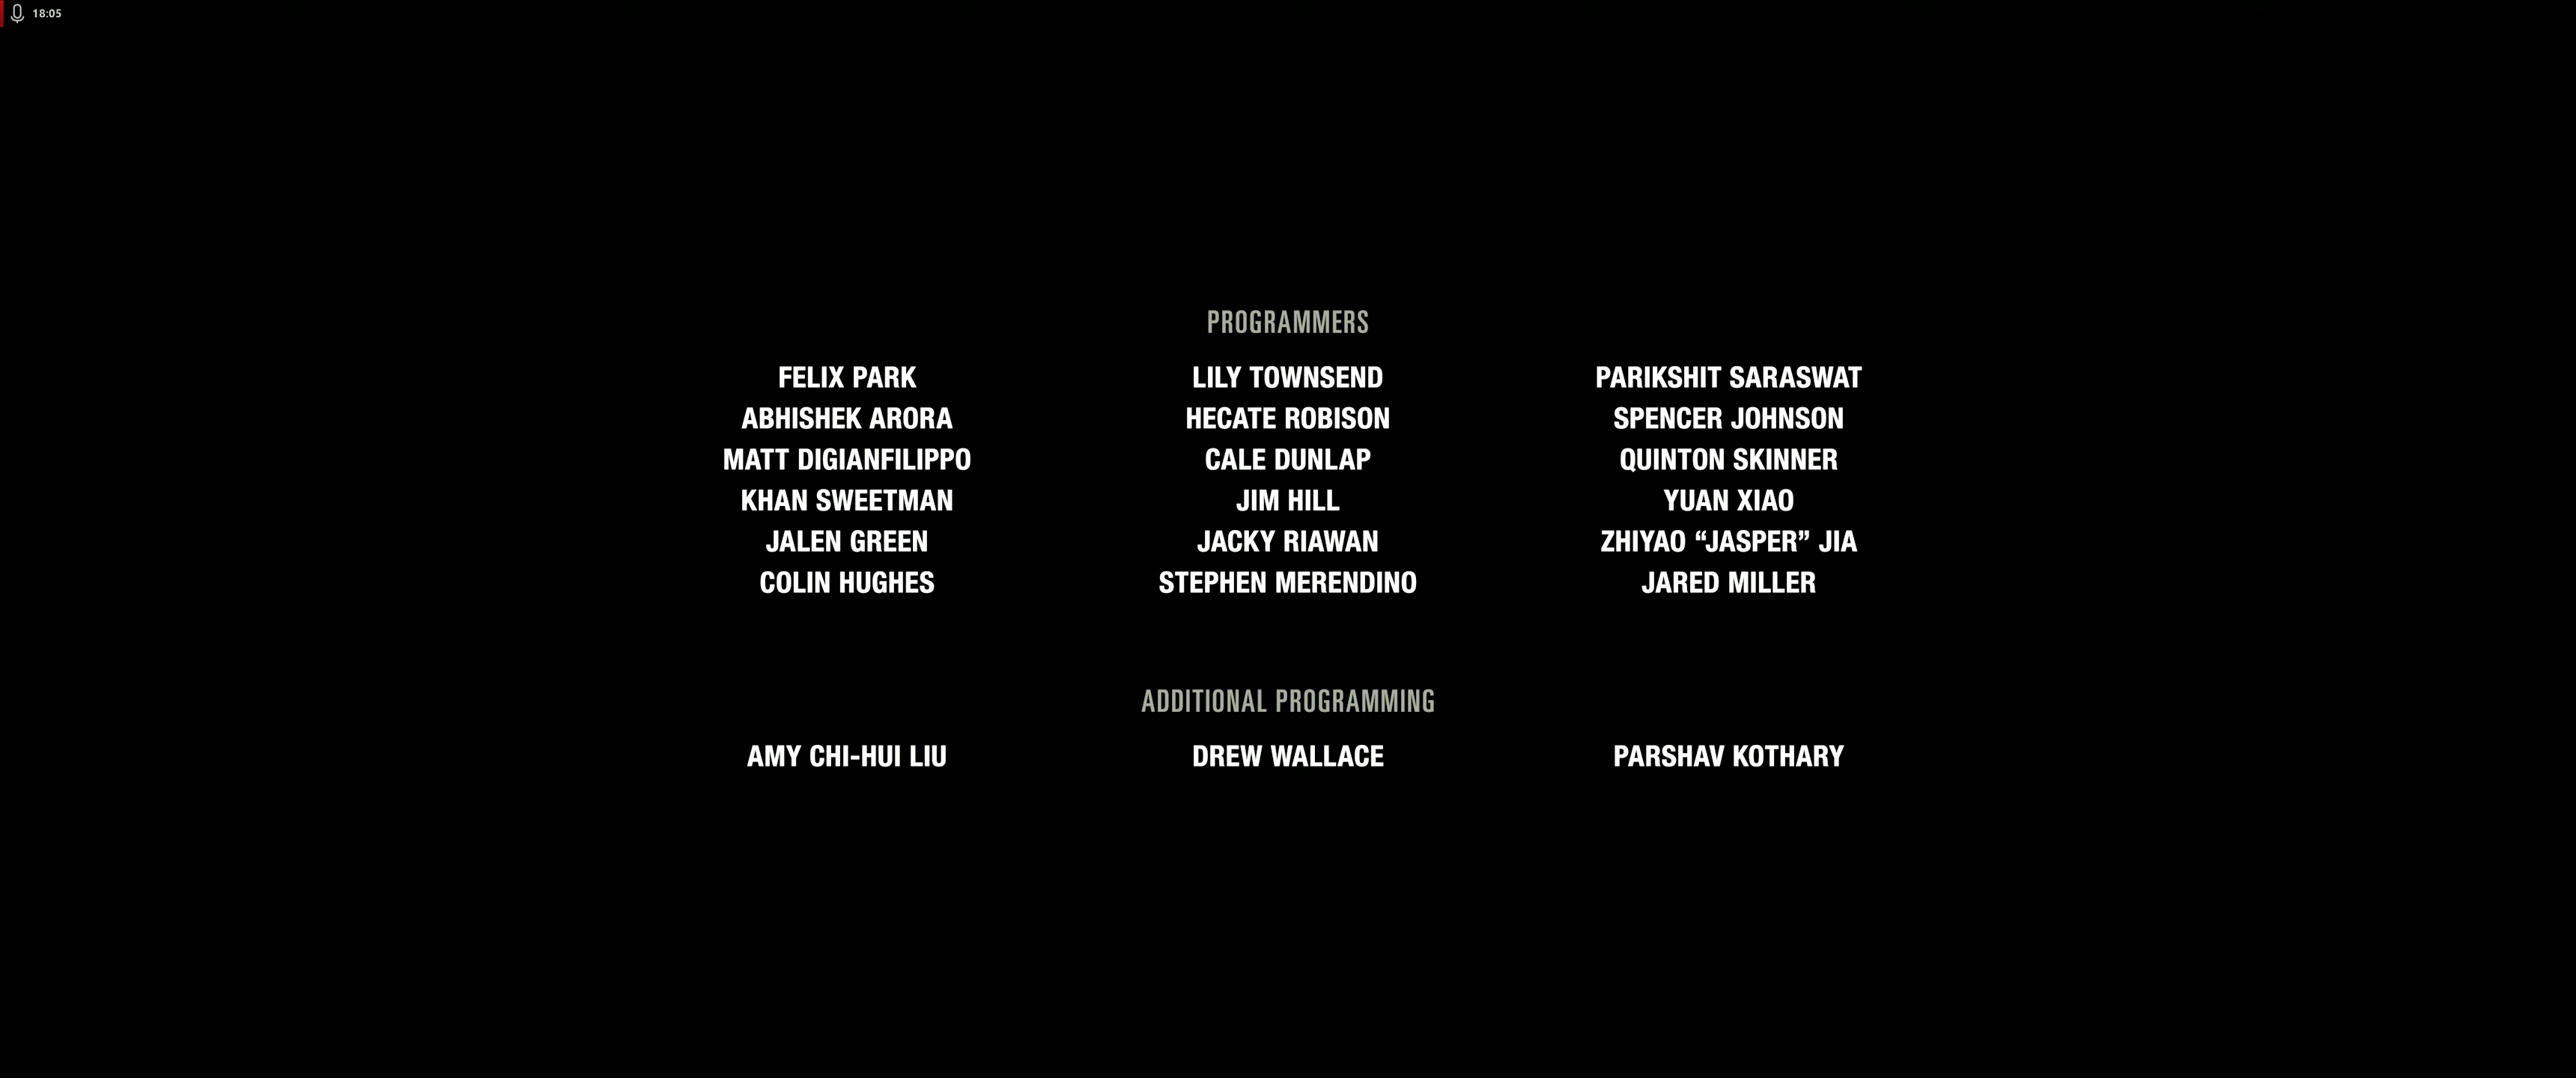 18:05
PROGRAMMERS
FELIX PARK LILY TOWNSEND PARIKSHIT SARASWAT
ABHISHEK ARORA HECATE ROBISON SPENCER JOHNSON
MATT DIGIANFILIPPO CALE DUNLAP QUINTON SKINNER
KHAN SWEETMAN JIM HILL YUAN XIAO
JALEN GREEN JACKY RIAWAN ZHIYAO “JASPER” JIA
COLIN HUGHES STEPHEN MERENDINO JARED MILLER
ADDITIONAL PROGRAMMING
AMY CHI-HUI LIU DREW WALLACE PARSHAV KOTHARY